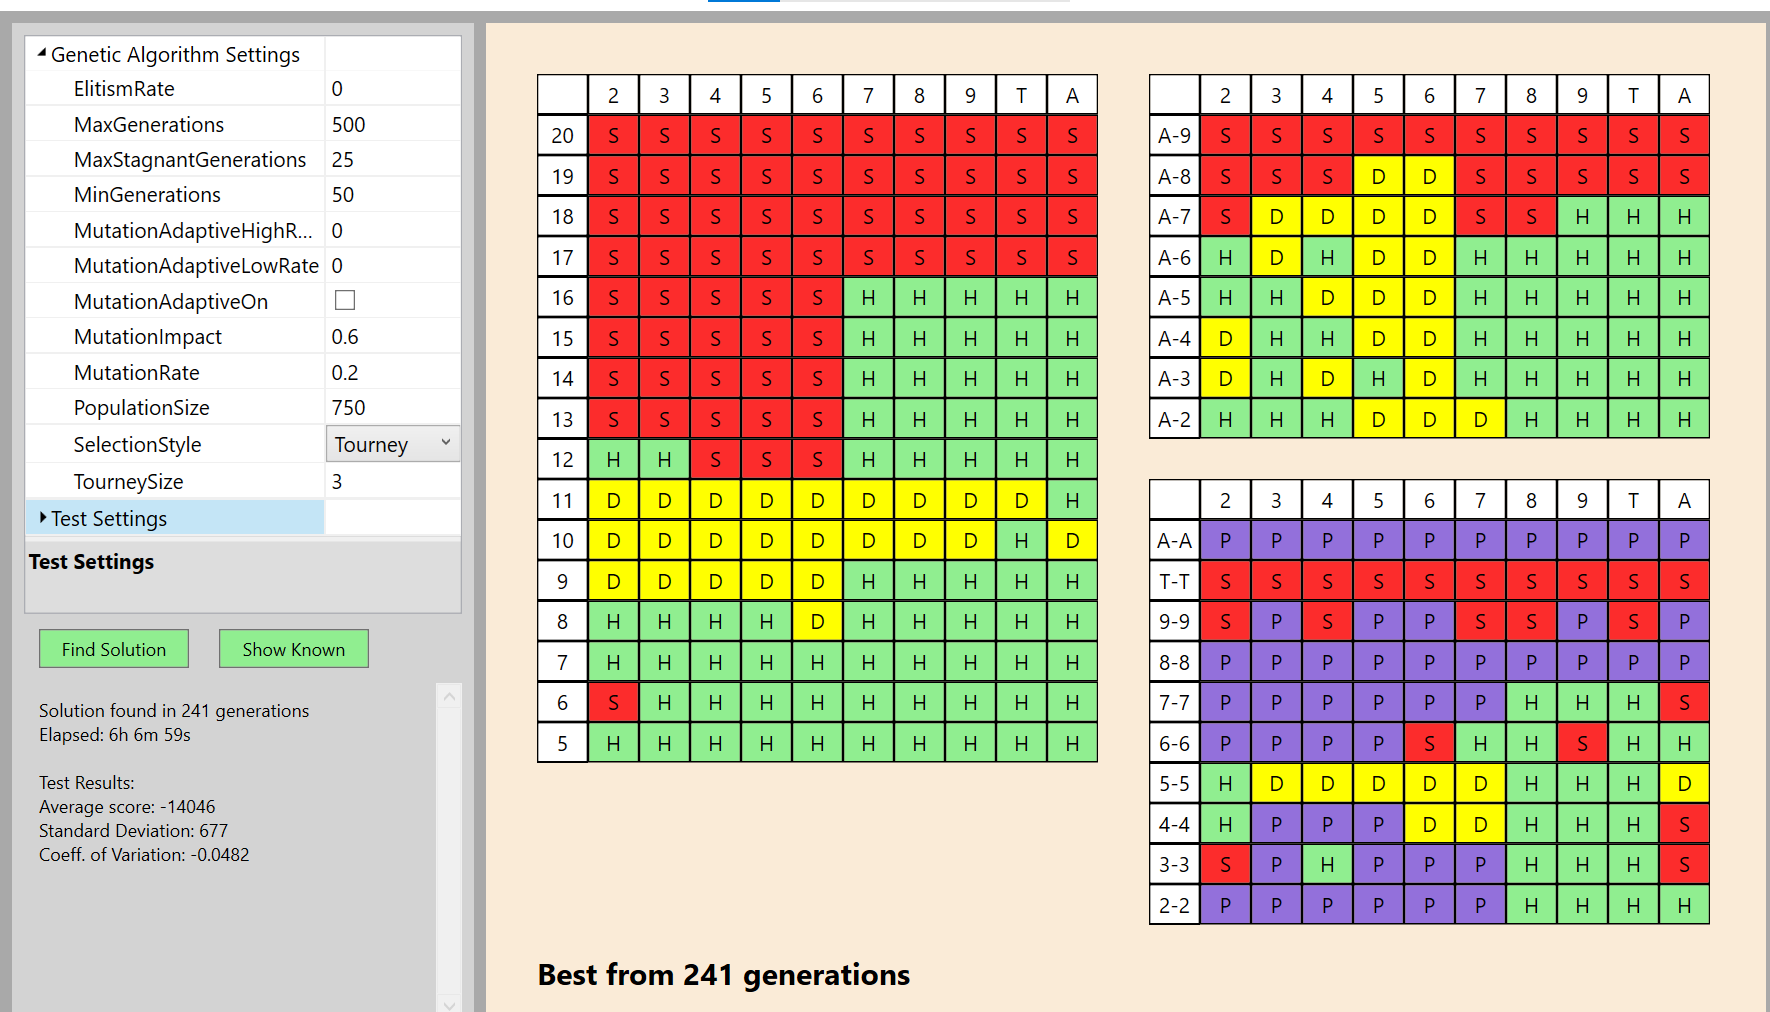 Genetic Algorithm Settings
ElitismRate 0
MaxGenerations 500
MaxStagnantGenerations 25
MinGenerations 50
MutationAdaptiveHighR... 0
MutationAdaptiveLowRate 0
MutationAdaptiveOn
MutationImpact 0.6
MutationRate 0.2
PopulationSize 750
SelectionStyle Tourney
TourneySize 3
Test Settings
Test Settings
Find Solution Show Known
Solution found in 241 generations
Elapsed: 6h 6m 59s
Test Results:
Average score: -14046
Standard Deviation: 677
Coeff. of Variation: -0.0482
2 3 4 5 6 7 8 9 T A
20 S S S S S S S S S S
19 S S S S S S S S S S
18 S S S S S S S S S S
17 S S S S S S S S S S
16 S S S S S H H H H H
15 S S S S S H H H H H
14 S S S S S H H H H H
13 S S S S S H H H H H
12 H H S S S H H H H H
11 D D D D D D D D D H
10 D D D D D D D D H D
9 D D D D D H H H H H
8 H H H H D H H H H H
7 H H H H H H H H H H
6 S H H H H H H H H H
5 H H H H H H H H H H
2 3 4 5 6 7 8 9 T A
A-9 S S S S S S S S S S
A-8 S S S D D S S S S S
A-7 S D D D D S S H H H
A-6 H D H D D H H H H H
A-5 H H D D D H H H H H
A-4 D H H D D H H H H H
A-3 D H D H D H H H H H
A-2 H H H D D D H H H H
2 3 4 5 6 7 8 9 T A
A-A P P P P P P P P P P
T-T S S S S S S S S S S
9-9 S P S P P S S P S P
8-8 P P P P P P P P P P
7-7 P P P P P P H H H S
6-6 P P P P S H H S H H
5-5 H D D D D D H H H D
4-4 H P P P D D H H H S
3-3 S P H P P P H H H S
2-2 P P P P P P H H H H
Best from 241 generations